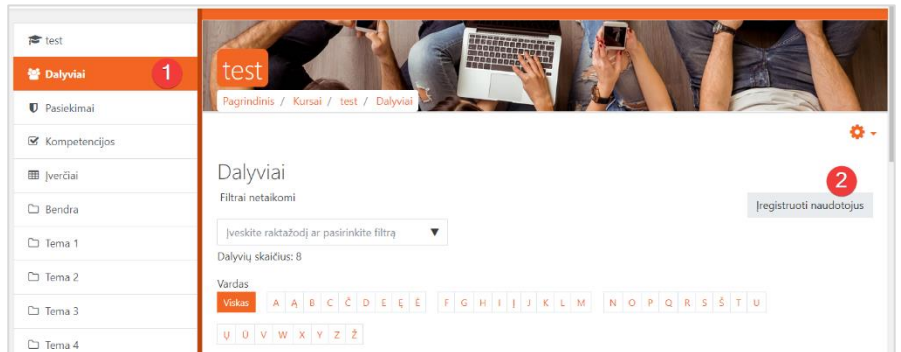 test
Dalyviai 1
Pasiekimai
Kompetencijos
Įverčiai
Bendra
Tema 1
Tema 2
Tema 3
Tema 4
test
Pagrindinis / Kursai / test / Dalyviai
Dalyviai
2
Filtrai netaikomi
Įregistruoti naudotojus
Įveskite raktažodį ar pasirinkite filtrą ▼
Dalyvių skaičius: 8
Vardas
Viskas A Ą B C Č D E Ę Ė F G H I Į J K L M N O P Q R S Š T U
Ų Ū V W X Y Z Ž